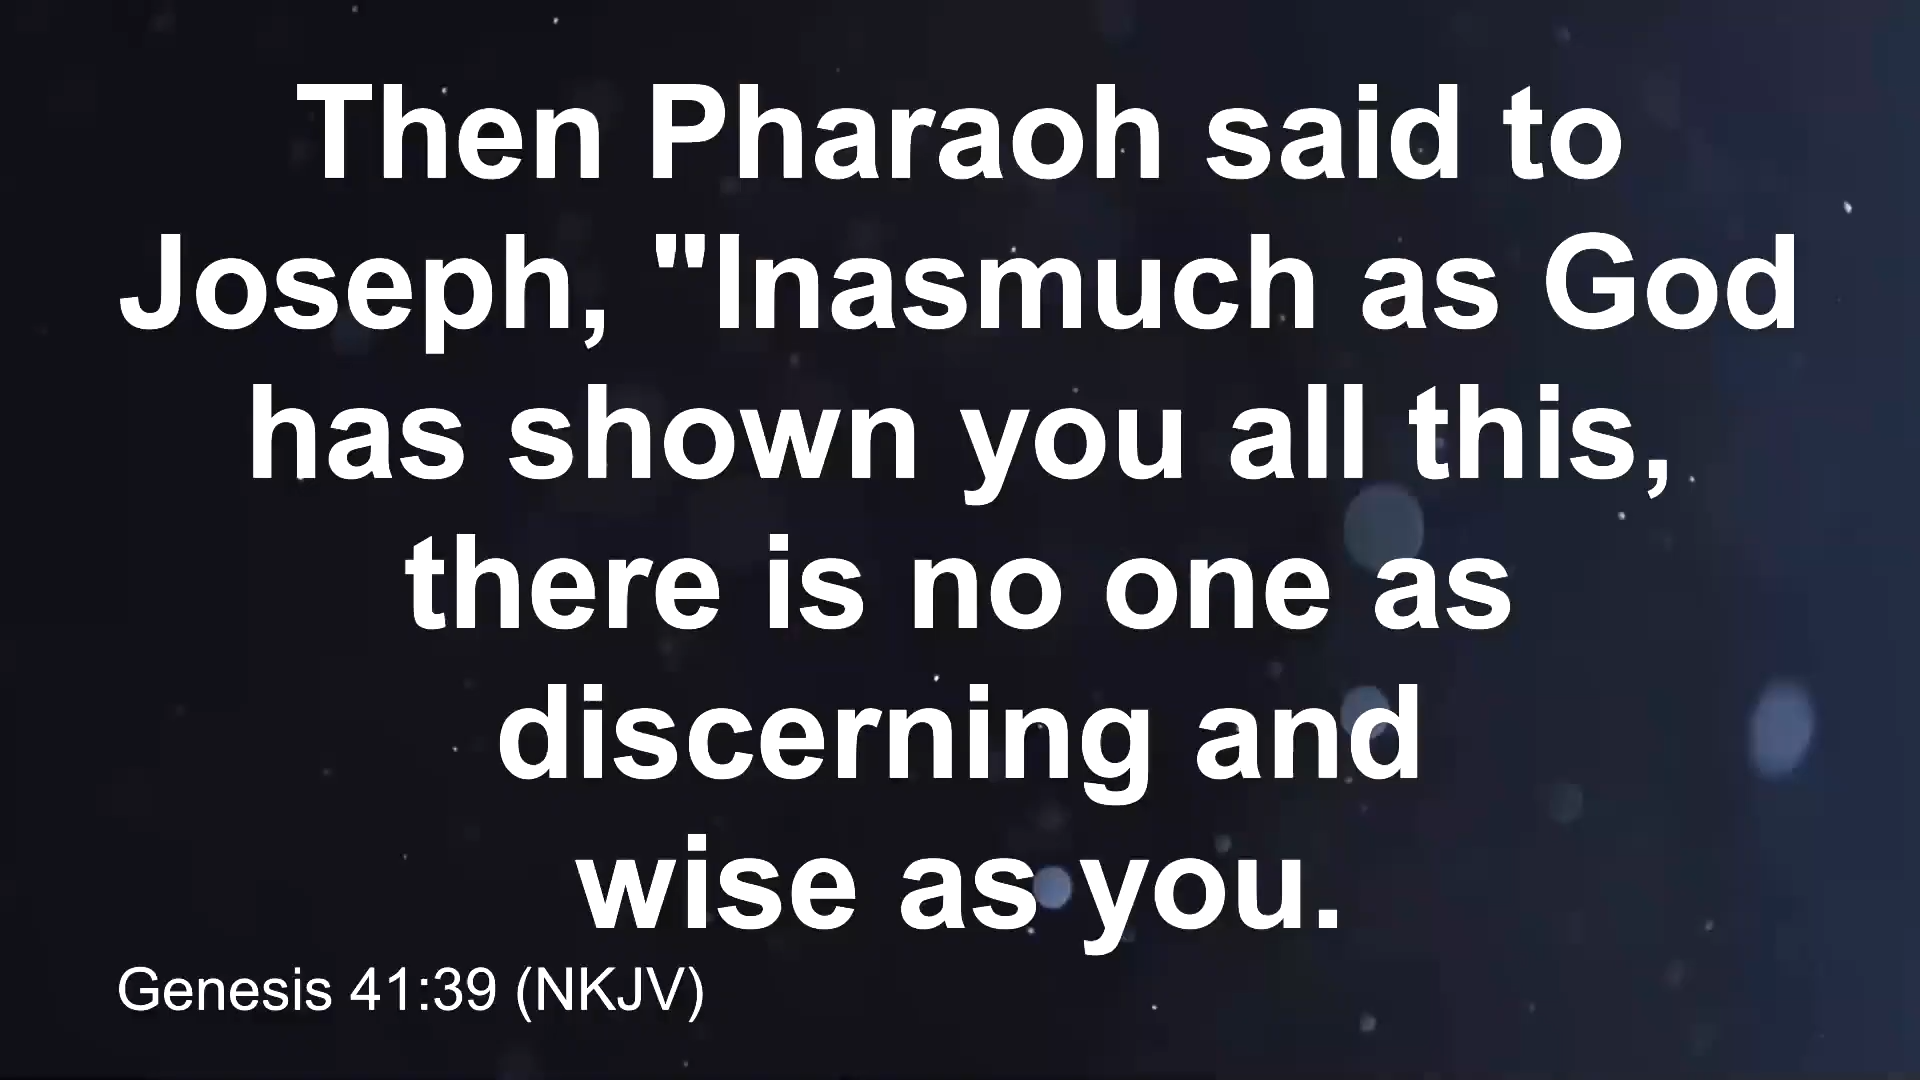 Then Pharaoh said to
Joseph, "Inasmuch as God
has shown you all this,
there is no one as
discerning and
wise as you.
Genesis 41:39 (NKJV)